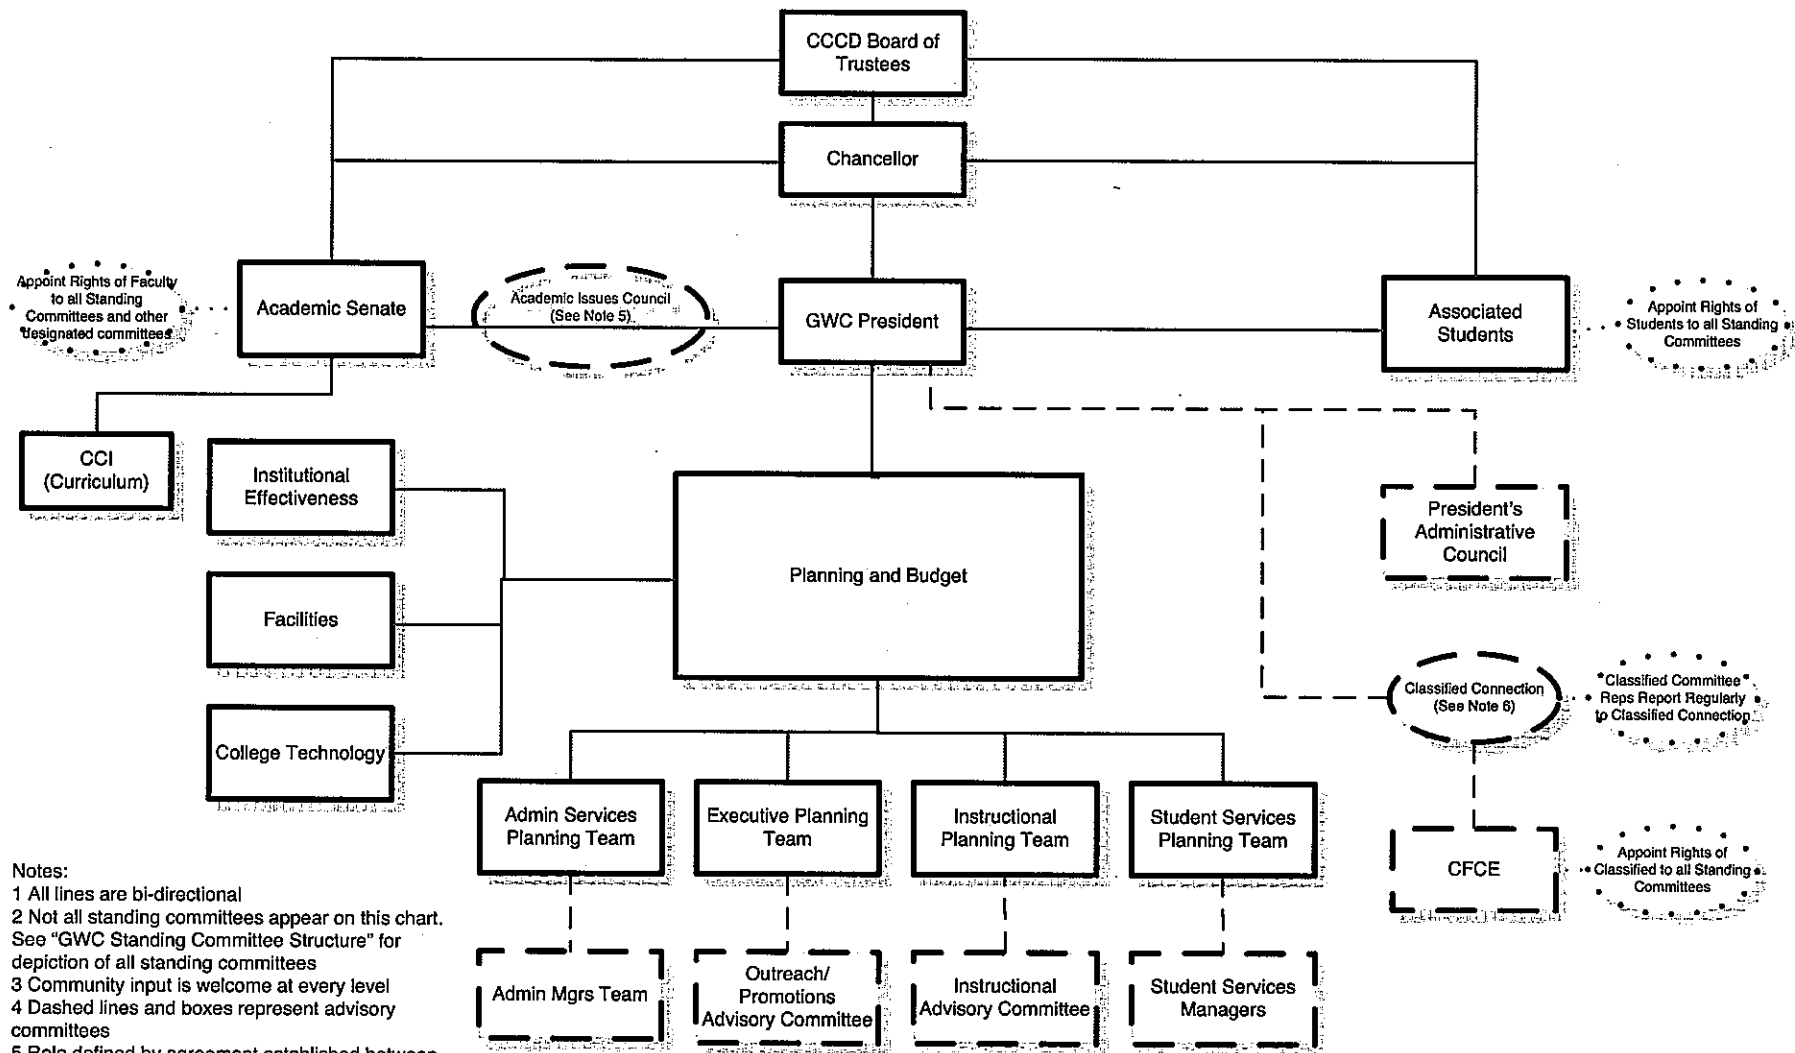 CCCD Board of
Trustees
Chancellor
Appoint Rights of Faculty
to all Standing
Committees and other
designated committees
Academic Senate
Academic Issues Council
(See Note 5)
GWC President
Associated
Students
Appoint Rights of
Students to all Standing
Committees
CCI
(Curriculum)
Institutional
Effectiveness
Facilities
College Technology
Planning and Budget
President's
Administrative
Council
Classified Connection
(See Note 6)
Classified Committee
Reps Report Regularly
to Classified Connection
Admin Services
Planning Team
Executive Planning
Team
Instructional
Planning Team
Student Services
Planning Team
CFCE
Appoint Rights of
Classified to all Standing
Committees
Admin Mgrs Team
Outreach/
Promotions
Advisory Committee
Instructional
Advisory Committee
Student Services
Managers
Notes:
1 All lines are bi-directional
2 Not all standing committees appear on this chart.
See "GWC Standing Committee Structure" for
depiction of all standing committees
3 Community input is welcome at every level
4 Dashed lines and boxes represent advisory
committees
5 Role defined by agreement established between